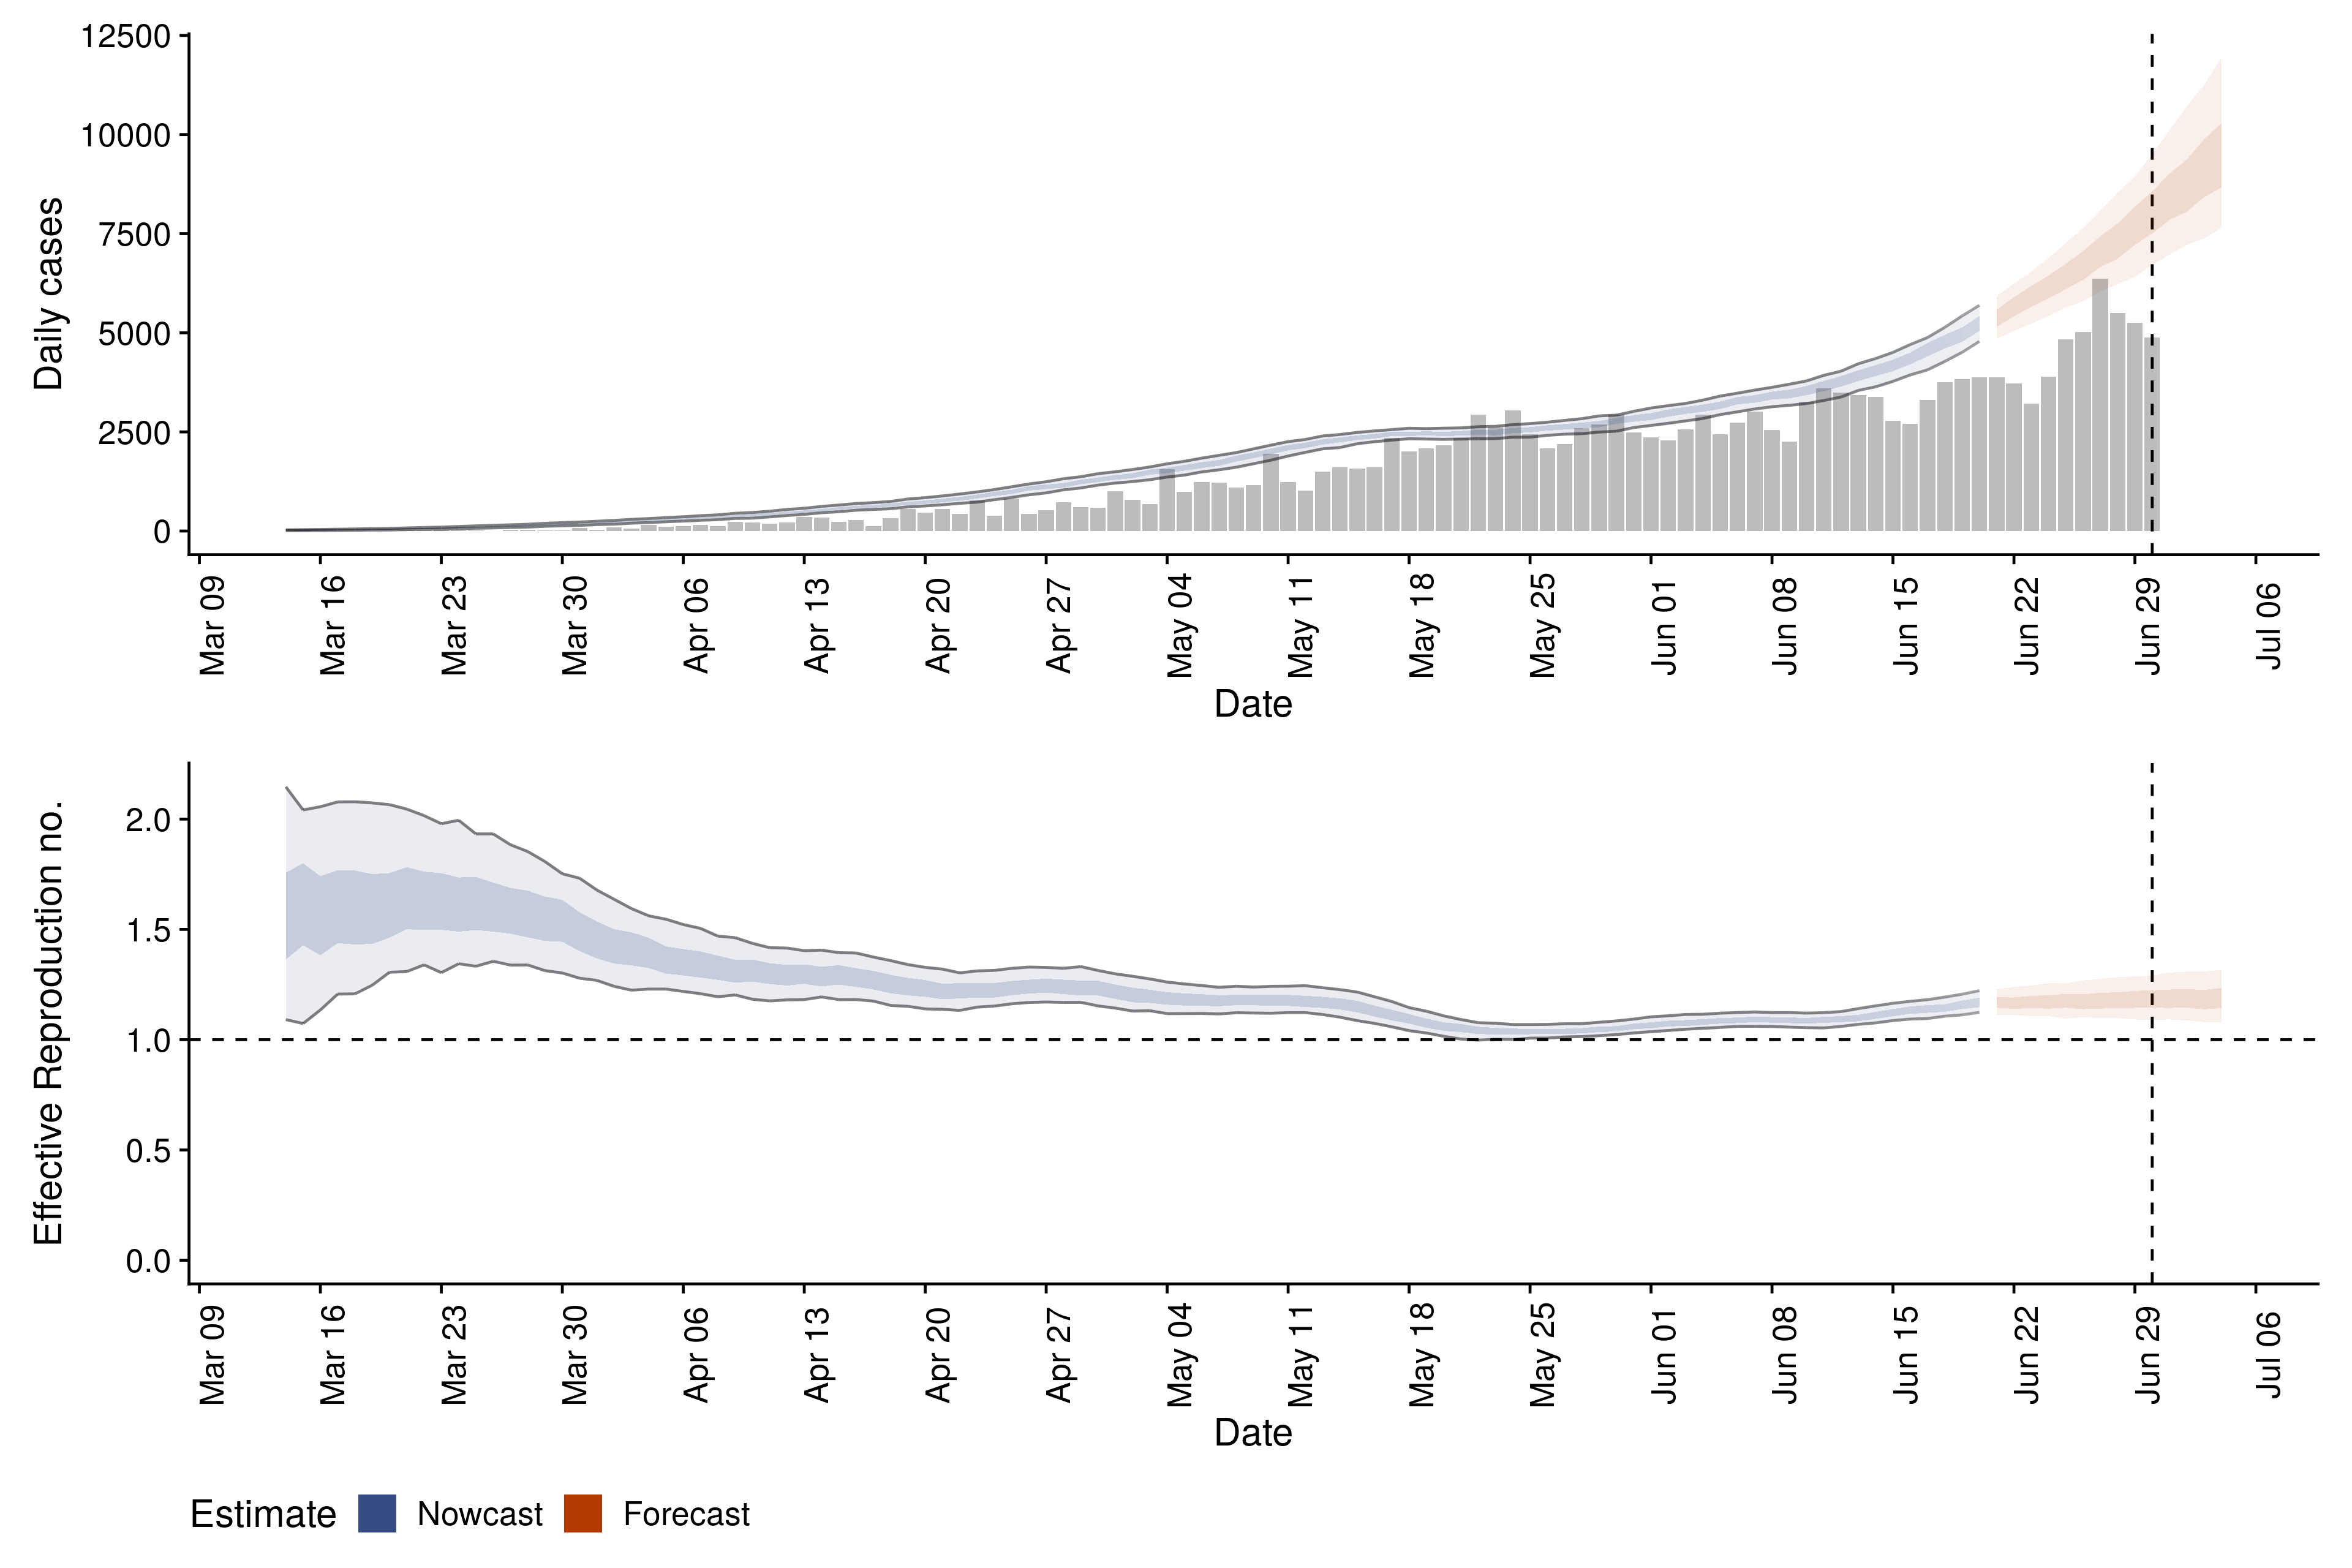 Daily cases
12500
10000
7500
5000
2500
0
Mar 09 Mar 16 Mar 23 Mar 30 Apr 06 Apr 13 Apr 20 Apr 27 May 04 May 11 May 18 May 25 Jun 01 Jun 08 Jun 15 Jun 22 Jun 29 Jul 06
Date
Effective Reproduction no.
2.0
1.5
1.0
0.5
0.0
Mar 09 Mar 16 Mar 23 Mar 30 Apr 06 Apr 13 Apr 20 Apr 27 May 04 May 11 May 18 May 25 Jun 01 Jun 08 Jun 15 Jun 22 Jun 29 Jul 06
Date
Estimate Nowcast Forecast